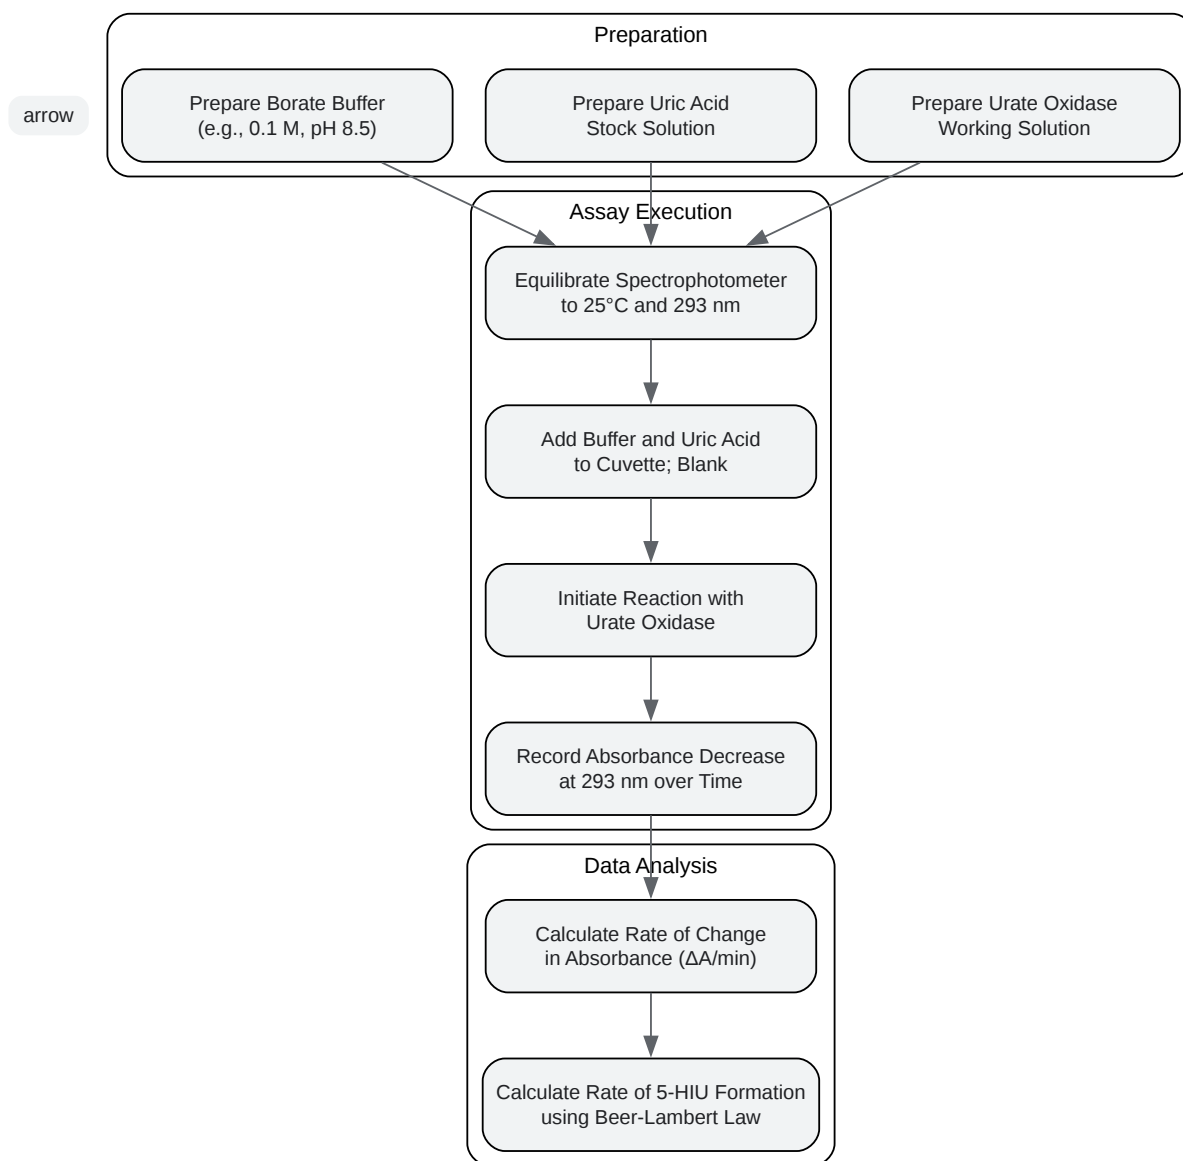 Preparation
arrow
Prepare Borate Buffer
(e.g., 0.1 M, pH 8.5)
Prepare Uric Acid
Stock Solution
Prepare Urate Oxidase
Working Solution
Assay Execution
Equilibrate Spectrophotometer
to 25°C and 293 nm
Add Buffer and Uric Acid
to Cuvette; Blank
Initiate Reaction with
Urate Oxidase
Record Absorbance Decrease
at 293 nm over Time
Data Analysis
Calculate Rate of Change
in Absorbance (ΔA/min)
Calculate Rate of 5-HIU Formation
using Beer-Lambert Law